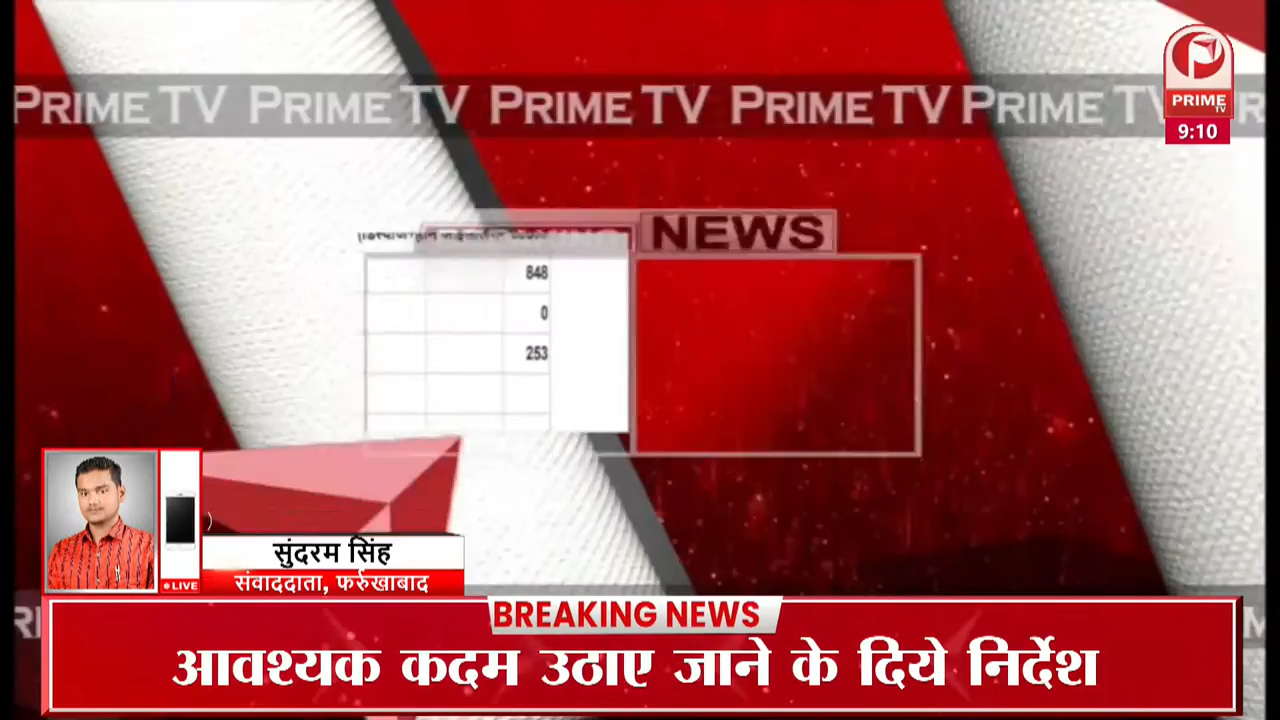 PRIME TV PRIME TV PRIME TV PRIME TV PRIME TV
PRIME TV
9:10
NEWS
848
0
253
LIVE
सुंदरम सिंह
संवाददाता, फर्रुखाबाद
BREAKING NEWS
आवश्यक कदम उठाए जाने के दिये निर्देश